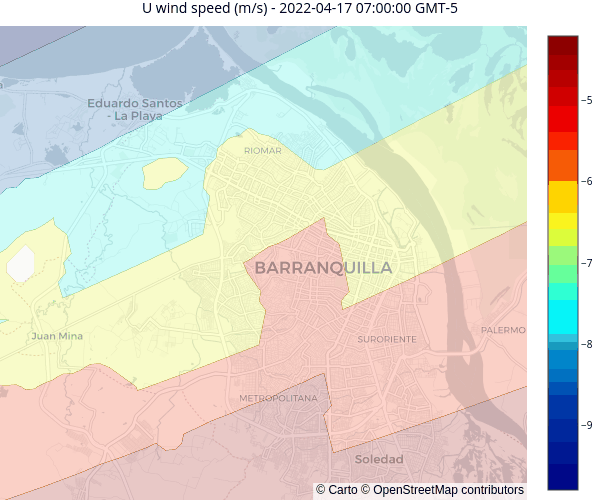 U wind speed (m/s) - 2022-04-17 07:00:00 GMT-5
Eduardo Santos
- La Playa
RIOMAR
BARRANQUILLA
Juan Mina
SURORIENTE
PALERMO
METROPOLITANA
Soledad
© Carto © OpenStreetMap contributors
−5
−6
−7
−8
−9